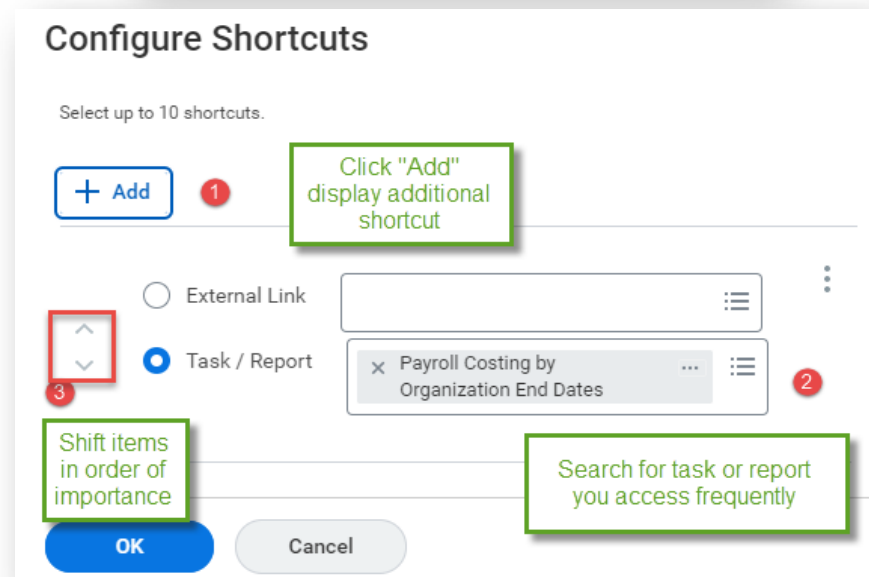 Configure Shortcuts
Select up to 10 shortcuts.
+ Add
1
Click "Add"
display additional
shortcut
External Link
Task / Report
× Payroll Costing by
Organization End Dates
...
2
3
Shift items
in order of
importance
Search for task or report
you access frequently
OK
Cancel